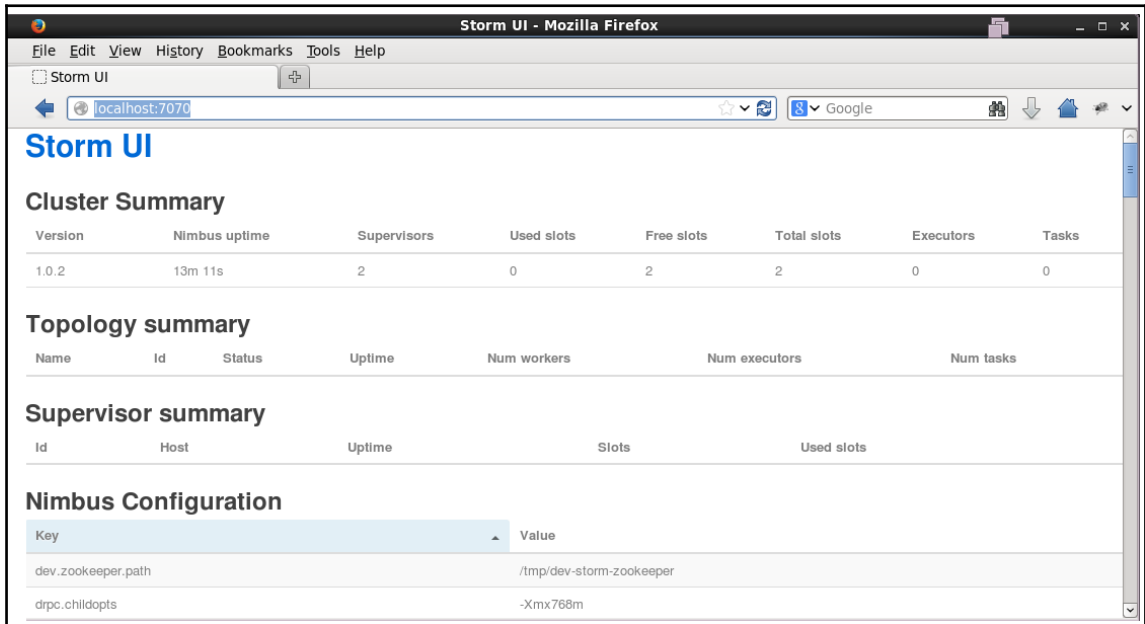 Storm UI - Mozilla Firefox
File Edit View History Bookmarks Tools Help
Storm UI
localhost:7070 8 Google
Storm UI
Cluster Summary
Version Nimbus uptime Supervisors Used slots Free slots Total slots Executors Tasks
1.0.2 13m 11s 2 0 2 2 0 0
Topology summary
Name Id Status Uptime Num workers Num executors Num tasks
Supervisor summary
Id Host Uptime Slots Used slots
Nimbus Configuration
Key Value
dev.zookeeper.path /tmp/dev-storm-zookeeper
drpc.childopts -Xmx768m